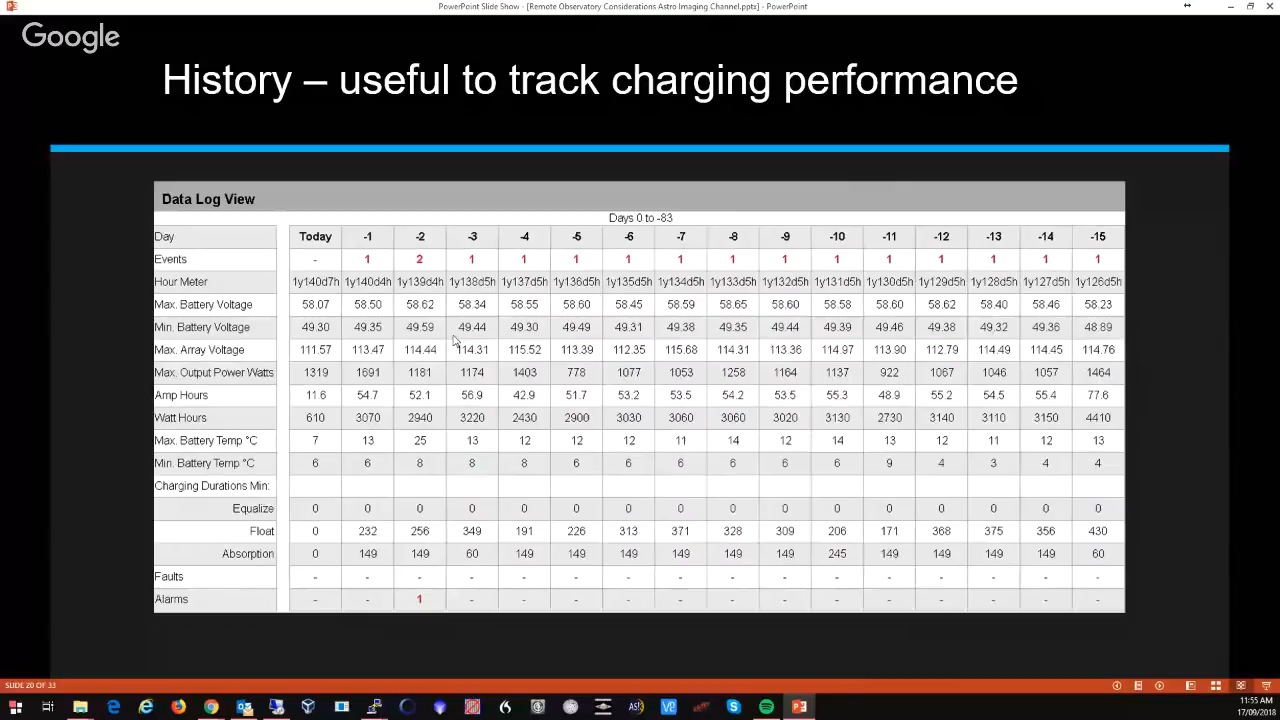 PowerPoint Slide Show - [Remote Observatory Considerations Astro Imaging Channel.pptx] - PowerPoint
Google
History – useful to track charging performance
Data Log View
Days 0 to -83
Day Today -1 -2 -3 -4 -5 -6 -7 -8 -9 -10 -11 -12 -13 -14 -15
Events - 1 2 1 1 1 1 1 1 1 1 1 1 1 1 1
Hour Meter 1y140d7h 1y140d4h 1y139d4h 1y138d5h 1y137d5h 1y136d5h 1y135d5h 1y134d5h 1y133d5h 1y132d5h 1y131d5h 1y130d5h 1y129d5h 1y128d5h 1y127d5h 1y126d5h
Max. Battery Voltage 58.07 58.50 58.62 58.34 58.55 58.60 58.45 58.59 58.65 58.60 58.58 58.60 58.62 58.40 58.46 58.23
Min. Battery Voltage 49.30 49.35 49.59 49.44 49.30 49.49 49.31 49.38 49.35 49.44 49.39 49.46 49.38 49.32 49.36 48.89
Max. Array Voltage 111.57 113.47 114.44 114.31 115.52 113.39 112.35 115.68 114.31 113.36 114.97 113.90 112.79 114.49 114.45 114.76
Max. Output Power Watts 1319 1691 1181 1174 1403 778 1077 1053 1258 1164 1137 922 1067 1046 1057 1464
Amp Hours 11.6 54.7 52.1 56.9 42.9 51.7 53.2 53.5 54.2 53.5 55.3 48.9 55.2 54.5 55.4 77.6
Watt Hours 610 3070 2940 3220 2430 2900 3030 3060 3060 3020 3130 2730 3140 3110 3150 4410
Max. Battery Temp °C 7 13 25 13 12 12 12 11 14 12 14 13 12 11 12 13
Min. Battery Temp °C 6 6 8 8 8 6 6 6 6 6 6 9 4 3 4 4
Charging Durations Min:
Equalize 0 0 0 0 0 0 0 0 0 0 0 0 0 0 0 0
Float 0 232 256 349 191 226 313 371 328 309 206 171 368 375 356 430
Absorption 0 149 149 60 149 149 149 149 149 149 245 149 149 149 149 60
Faults - - - - - - - - - - - - - - - -
Alarms - - 1 - - - - - - - - - - - - -
SLIDE 20 OF 33
11:55 AM
17/09/2018